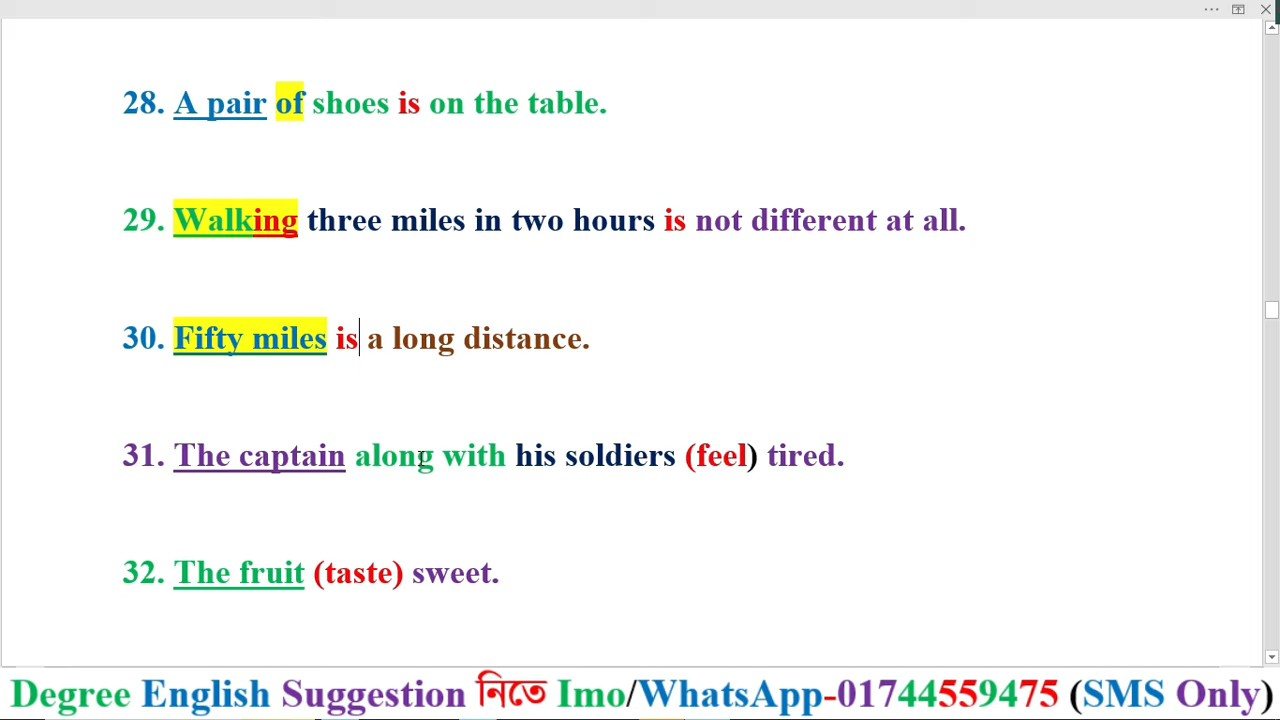 28. A pair of shoes is on the table.
29. Walking three miles in two hours is not different at all.
30. Fifty miles is a long distance.
31. The captain along with his soldiers (feel) tired.
32. The fruit (taste) sweet.
Degree English Suggestion নিতে Imo/WhatsApp-01744559475 (SMS Only)